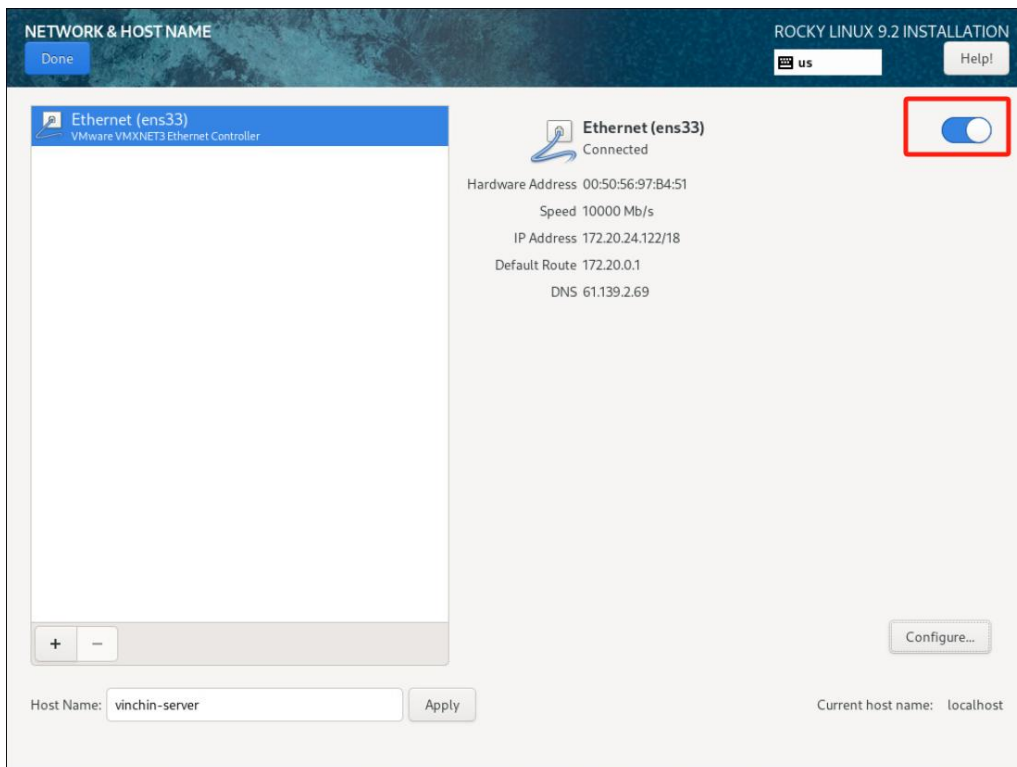 NETWORK & HOST NAME
Done
ROCKY LINUX 9.2 INSTALLATION
us
Help!
Ethernet (ens33)
VMware VMXNET3 Ethernet Controller
Ethernet (ens33)
Connected
Hardware Address 00:50:56:97:B4:51
Speed 10000 Mb/s
IP Address 172.20.24.122/18
Default Route 172.20.0.1
DNS 61.139.2.69
+ −
Configure...
Host Name: vinchin-server Apply
Current host name: localhost